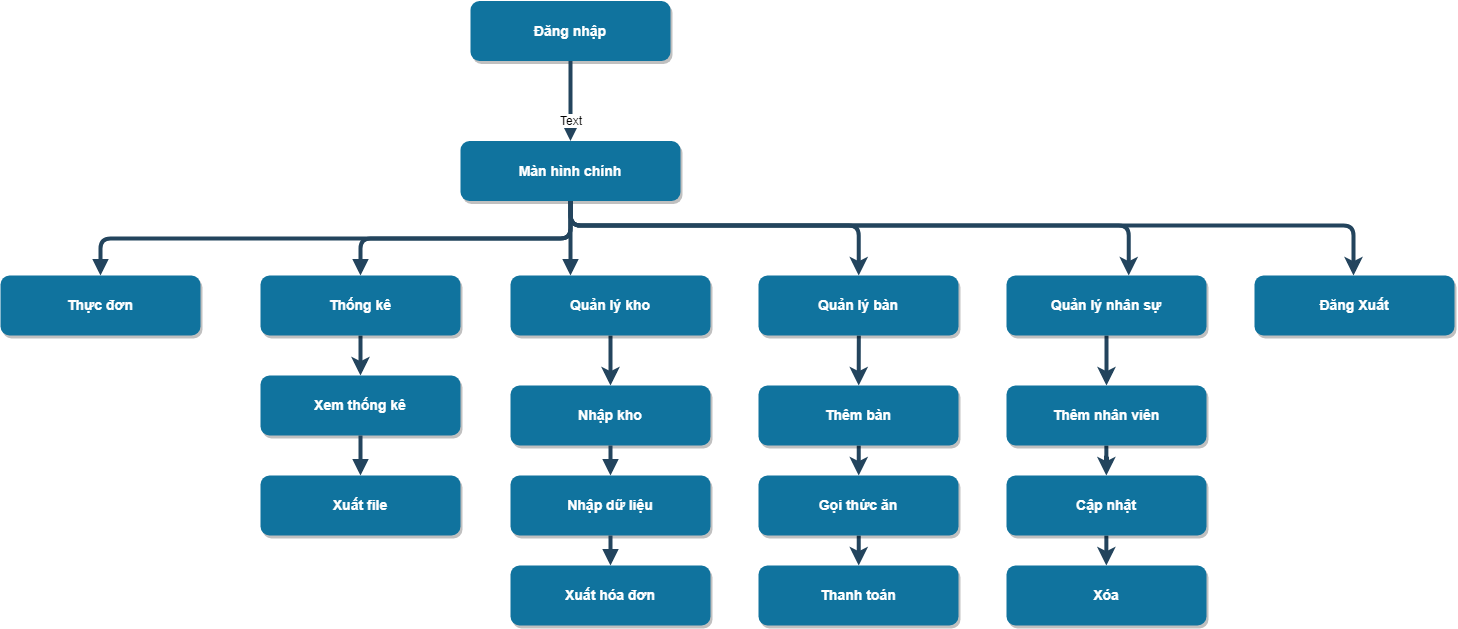 Đăng nhập
Text
Màn hình chính
Thực đơn
Thống kê
Quản lý kho
Quản lý bàn
Quản lý nhân sự
Đăng Xuất
Xem thống kê
Nhập kho
Thêm bàn
Thêm nhân viên
Xuất file
Nhập dữ liệu
Gọi thức ăn
Cập nhật
Xuất hóa đơn
Thanh toán
Xóa